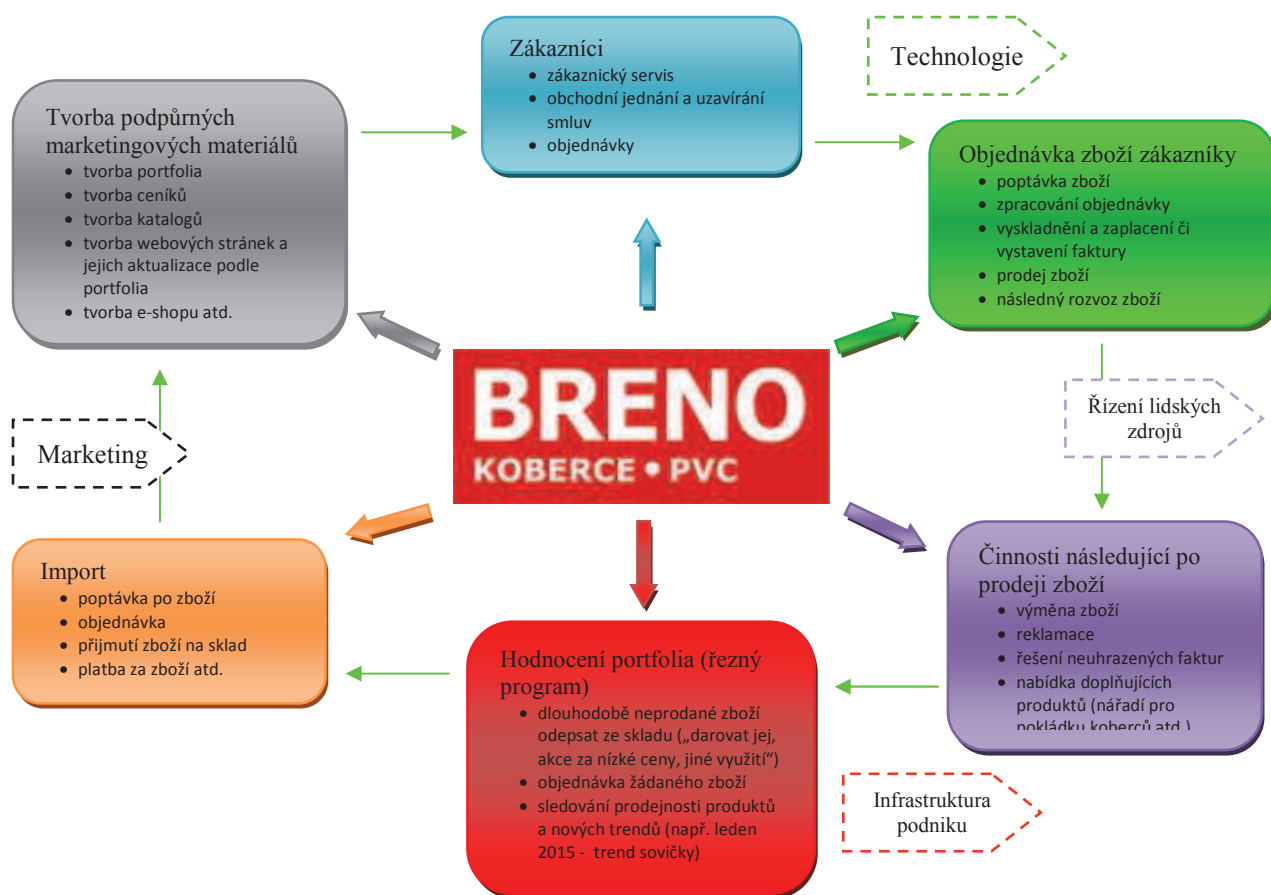 Zákazníci
• zákaznický servis
• obchodní jednání a uzavírání
smluv
• objednávky
Technologie
Tvorba podpůrných
marketingových materiálů
• tvorba portfolia
• tvorba ceníků
• tvorba katalogů
• tvorba webových stránek a
jejich aktualizace podle
portfolia
• tvorba e-shopu atd.
Objednávka zboží zákazníky
• poptávka zboží
• zpracování objednávky
• vyskladnění a zaplacení či
vystavení faktury
• prodej zboží
• následný rozvoz zboží
BRENO
KOBERCE • PVC
Řízení lidských
zdrojů
Marketing
Import
• poptávka po zboží
• objednávka
• přijmutí zboží na sklad
• platba za zboží atd.
Činnosti následující po
prodeji zboží
• výměna zboží
• reklamace
• řešení neuhrazených faktur
• nabídka doplňujících
produktů (nářadí pro
pokládku koberců atd.)
Hodnocení portfolia (řezný
program)
• dlouhodobě neprodané zboží
odepsat ze skladu („darovat jej,
akce za nízké ceny, jiné využití“)
• objednávka žádaného zboží
• sledování prodejnosti produktů
a nových trendů (např. leden
2015 - trend sovičky)
Infrastruktura
podniku